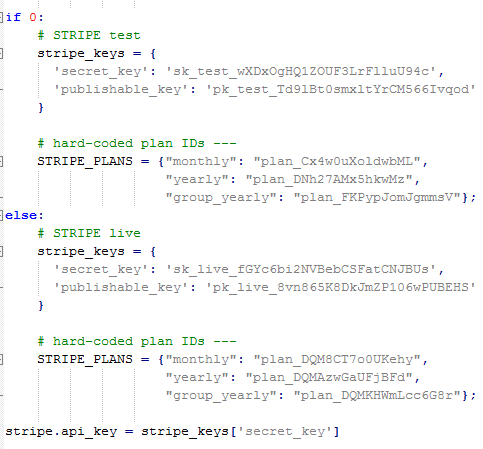 if 0:
# STRIPE test
stripe_keys = {
'secret_key': 'sk_test_wXDxOgHQ1ZOUF3LrFlluU94c',
'publishable_key': 'pk_test_Td9lBt0smxltYrCM566Ivqod'
}
# hard-coded plan IDs ---
STRIPE_PLANS = {"monthly": "plan_Cx4w0uXoldwbML",
"yearly": "plan_DNh27AMx5hkwMz",
"group_yearly": "plan_FKPypJomJgmmsV"};
else:
# STRIPE live
stripe_keys = {
'secret_key': 'sk_live_fGYc6bi2NVBebCSFatCNJBUs',
'publishable_key': 'pk_live_8vn865K8DkJmZP106wPUBEHS'
}
# hard-coded plan IDs ---
STRIPE_PLANS = {"monthly": "plan_DQM8CT7o0UKehy",
"yearly": "plan_DQMAzwGaUFjBFd",
"group_yearly": "plan_DQMKHWmLcc6G8r"};
stripe.api_key = stripe_keys['secret_key']